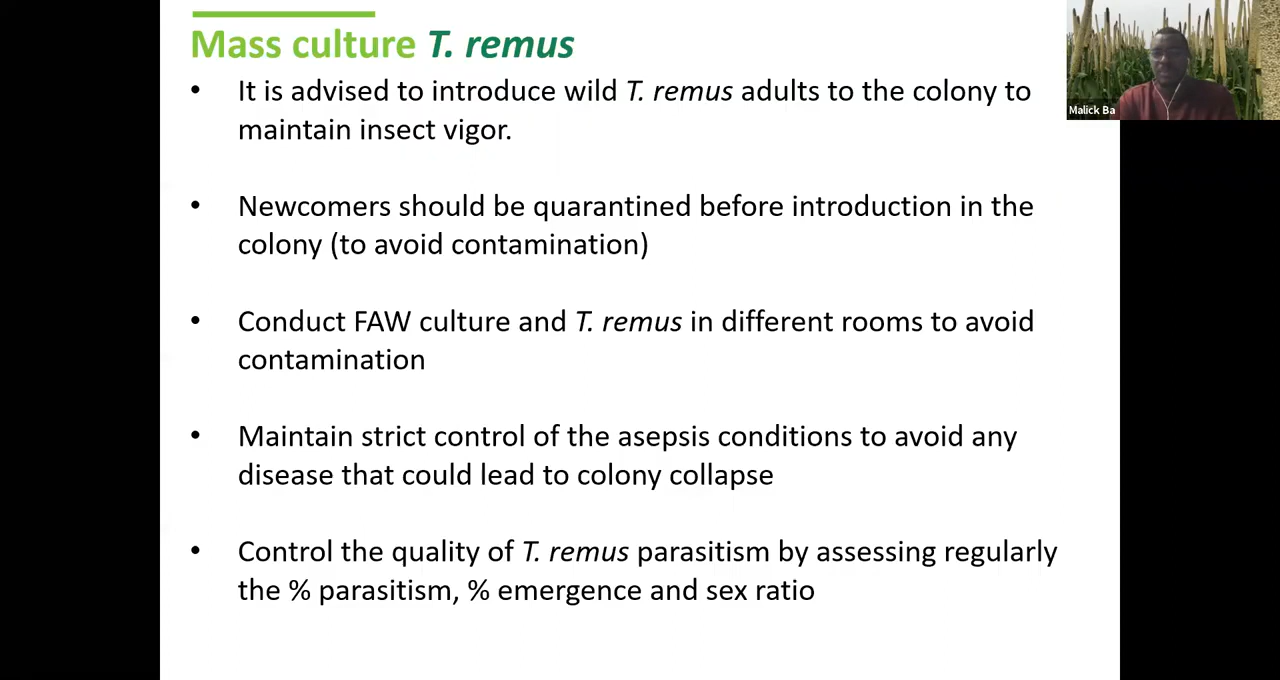 Mass culture T. remus
• It is advised to introduce wild T. remus adults to the colony to
maintain insect vigor.
• Newcomers should be quarantined before introduction in the
colony (to avoid contamination)
• Conduct FAW culture and T. remus in different rooms to avoid
contamination
• Maintain strict control of the asepsis conditions to avoid any
disease that could lead to colony collapse
• Control the quality of T. remus parasitism by assessing regularly
the % parasitism, % emergence and sex ratio
Malick Ba